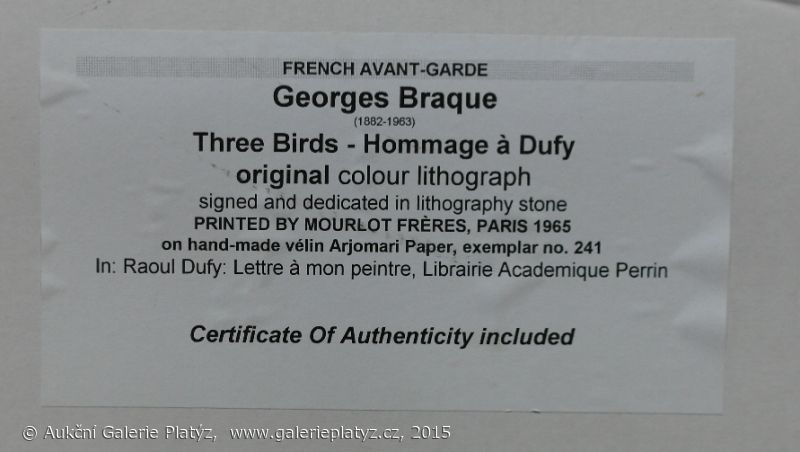 FRENCH AVANT-GARDE
Georges Braque
(1882-1963)
Three Birds - Hommage à Dufy
original colour lithograph
signed and dedicated in lithography stone
PRINTED BY MOURLOT FRÈRES, PARIS 1965
on hand-made vélin Arjomari Paper, exemplar no. 241
In: Raoul Dufy: Lettre à mon peintre, Librairie Academique Perrin
Certificate Of Authenticity included
© Aukční Galerie Platýz, www.galerieplatyz.cz, 2015